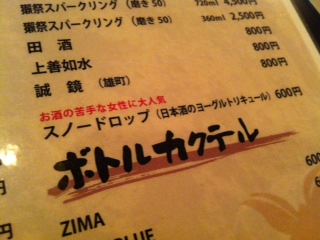 獺祭スパークリング（磨き50） 720ml 4,500円
獺祭スパークリング（磨き50） 360ml 2,500円
田 酒 800円
上善如水 800円
誠 鏡（雄町） 800円
お酒の苦手な女性に大人気
スノードロップ（日本酒のヨーグルトリキュール） 600円
ボトルカクテル
円
ZIMA 600
円
BLUE 6